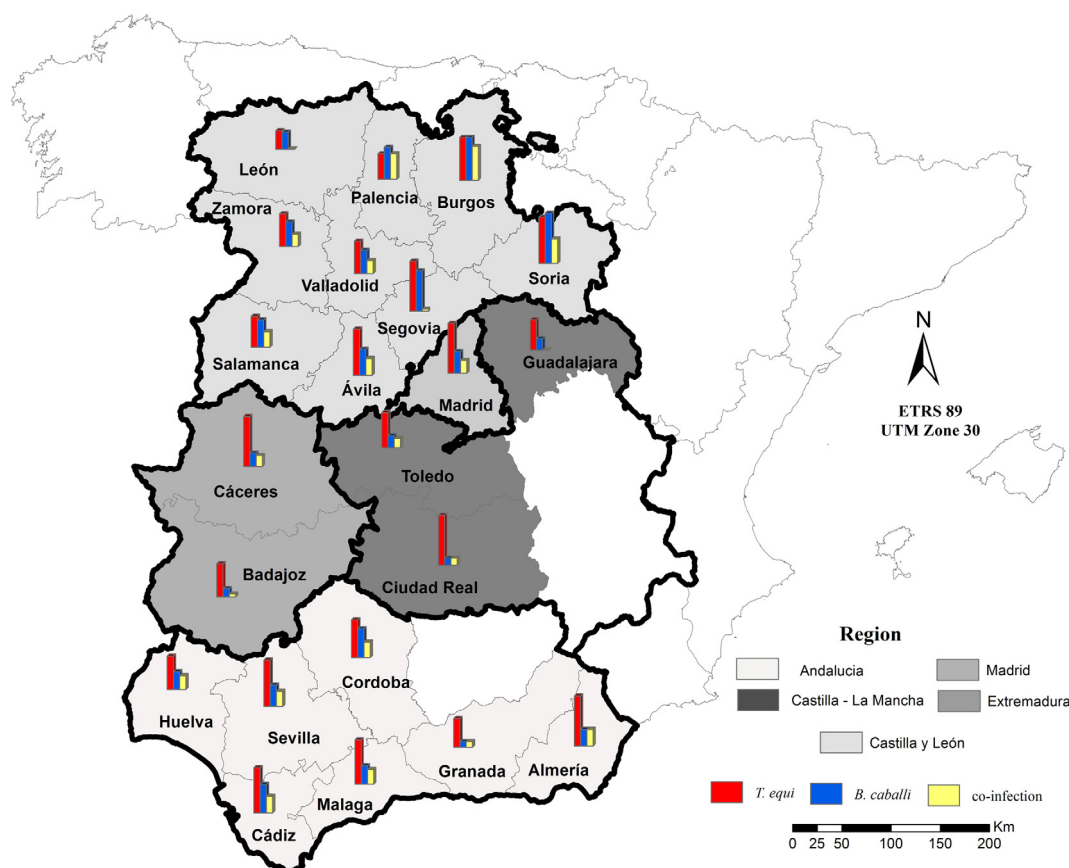 León
Palencia
Burgos
Zamora
Valladolid
Soria
Segovia
Salamanca
Ávila
Madrid
Guadalajara
N
ETRS 89
UTM Zone 30
Toledo
Cáceres
Badajoz
Ciudad Real
Cordoba
Huelva
Sevilla
Granada
Almería
Malaga
Cádiz
Region
Andalucia
Madrid
Castilla - La Mancha
Extremadura
Castilla y León
T. equi
B. caballi
co-infection
Km
0 25 50 100 150 200